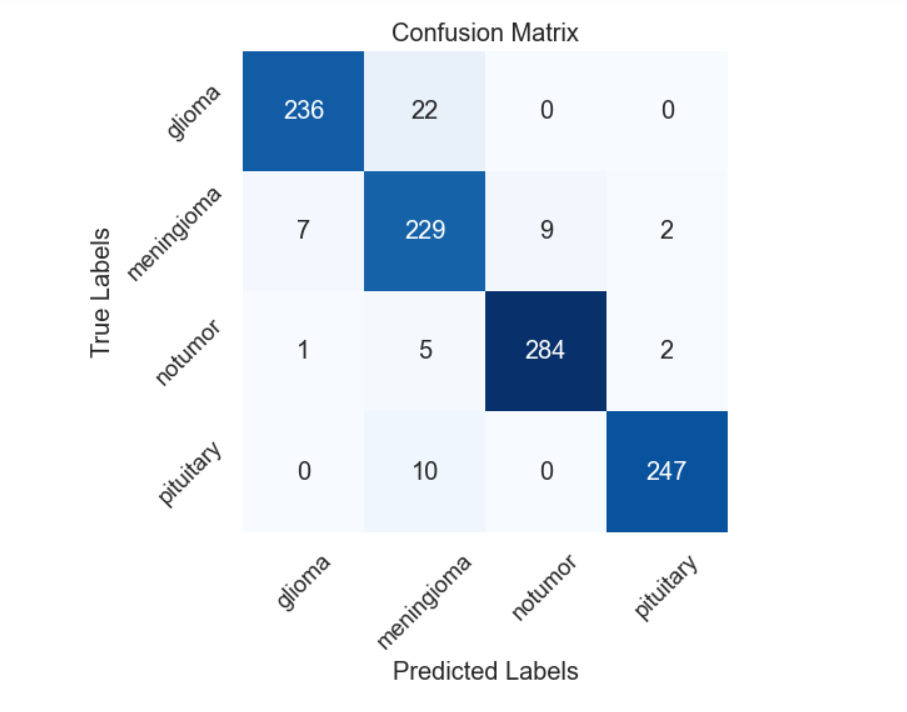 Confusion Matrix
glioma 236 22 0 0
meningioma 7 229 9 2
notumor 1 5 284 2
pituitary 0 10 0 247
True Labels
glioma meningioma notumor pituitary
Predicted Labels